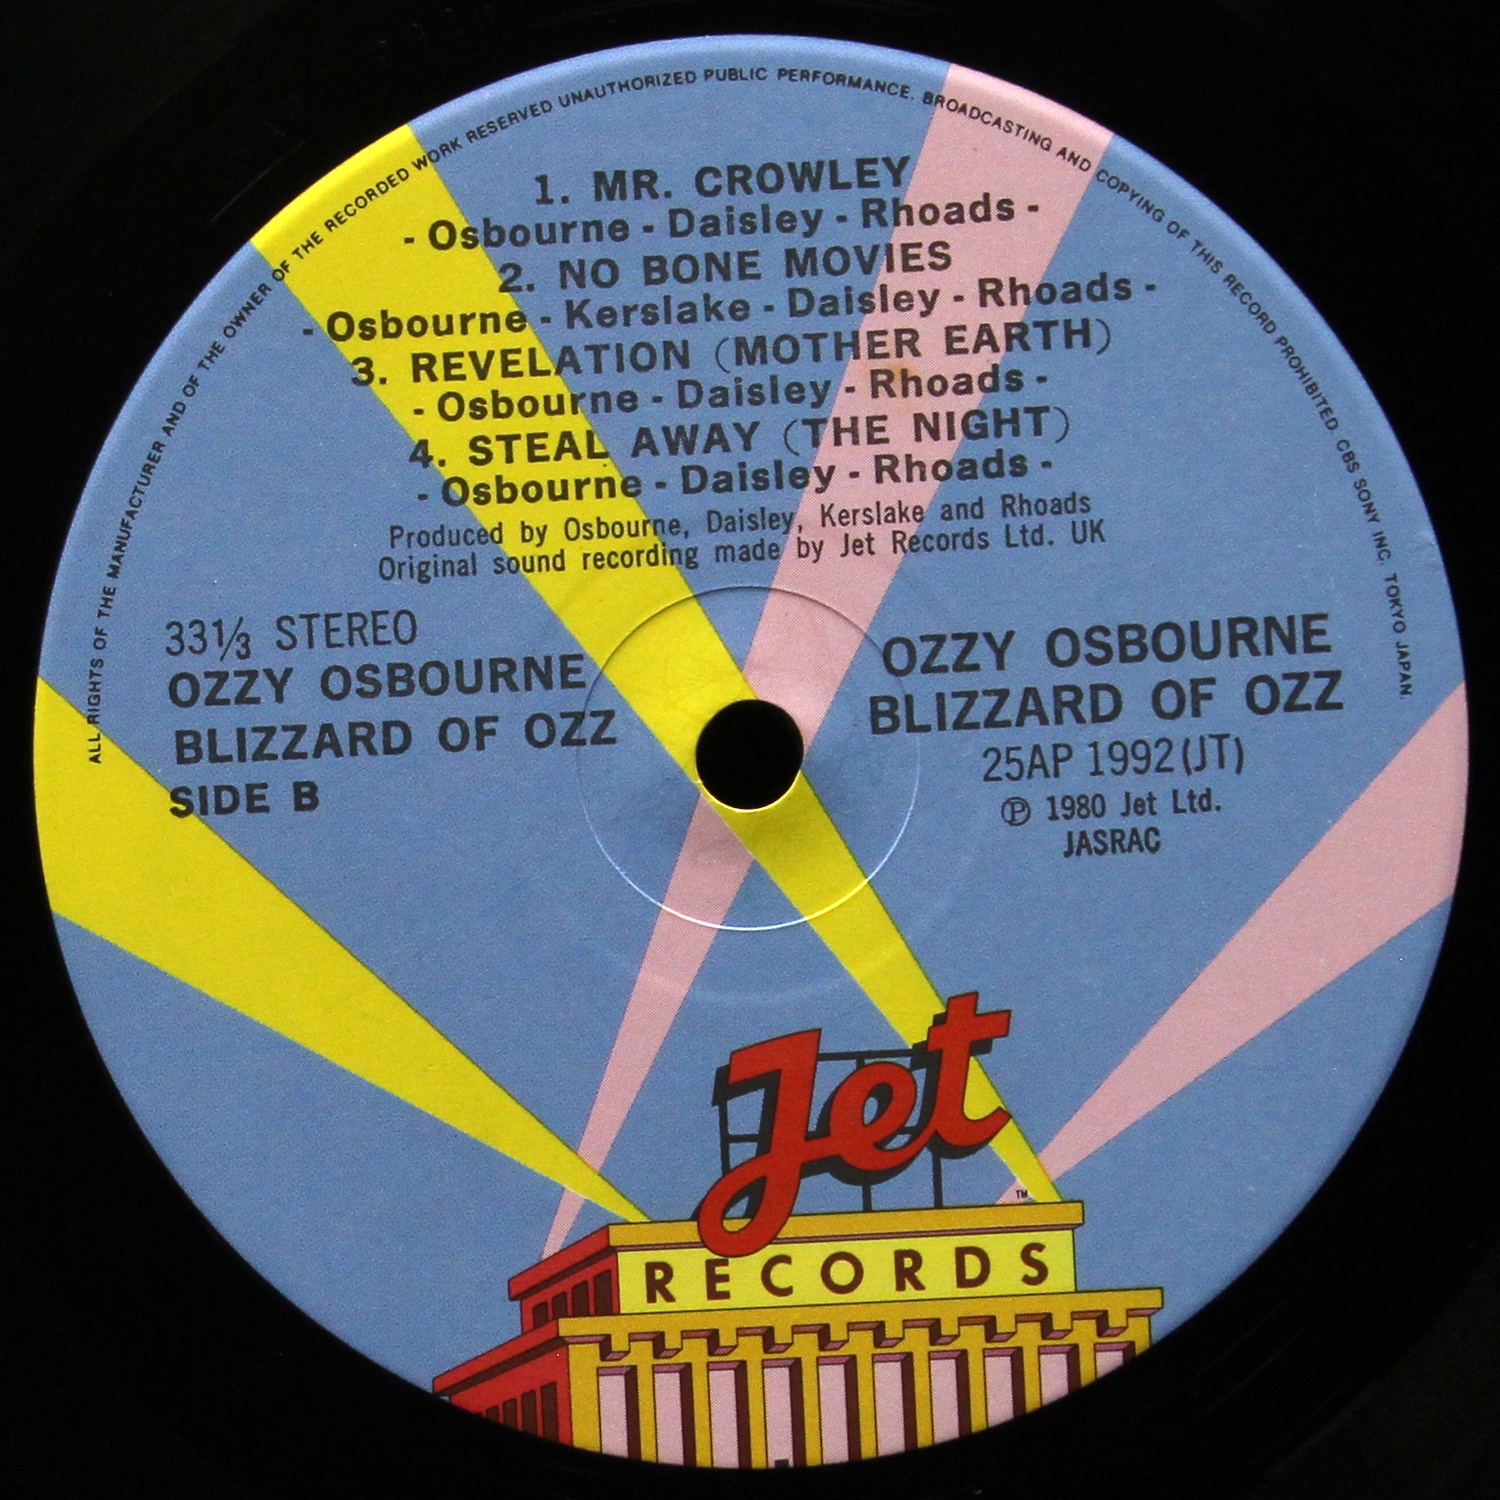 ALL RIGHTS OF THE MANUFACTURER AND OF THE OWNER OF THE RECORDED WORK RESERVED UNAUTHORIZED PUBLIC PERFORMANCE. BROADCASTING AND COPYING OF THIS RECORD PROHIBITED CBS SONY INC. TOKYO JAPAN
1. MR. CROWLEY
- Osbourne - Daisley - Rhoads -
2. NO BONE MOVIES
- Osbourne - Kerslake - Daisley - Rhoads -
3. REVELATION (MOTHER EARTH)
- Osbourne - Daisley - Rhoads -
4. STEAL AWAY (THE NIGHT)
- Osbourne - Daisley - Rhoads -
Produced by Osbourne, Daisley, Kerslake and Rhoads
Original sound recording made by Jet Records Ltd. UK
33⅓ STEREO
OZZY OSBOURNE
BLIZZARD OF OZZ
SIDE B
OZZY OSBOURNE
BLIZZARD OF OZZ
25AP 1992(JT)
℗ 1980 Jet Ltd.
JASRAC
Jet
TM
RECORDS